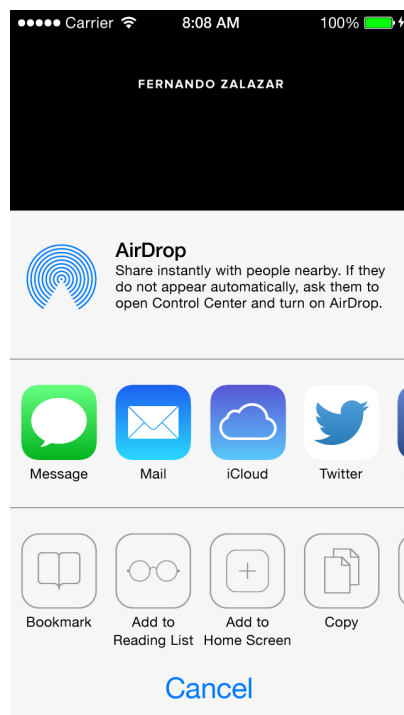 Carrier 8:08 AM 100%
FERNANDO ZALAZAR
AirDrop
Share instantly with people nearby. If they
do not appear automatically, ask them to
open Control Center and turn on AirDrop.
Message Mail iCloud Twitter
Bookmark Add to Add to Copy
Reading List Home Screen
Cancel